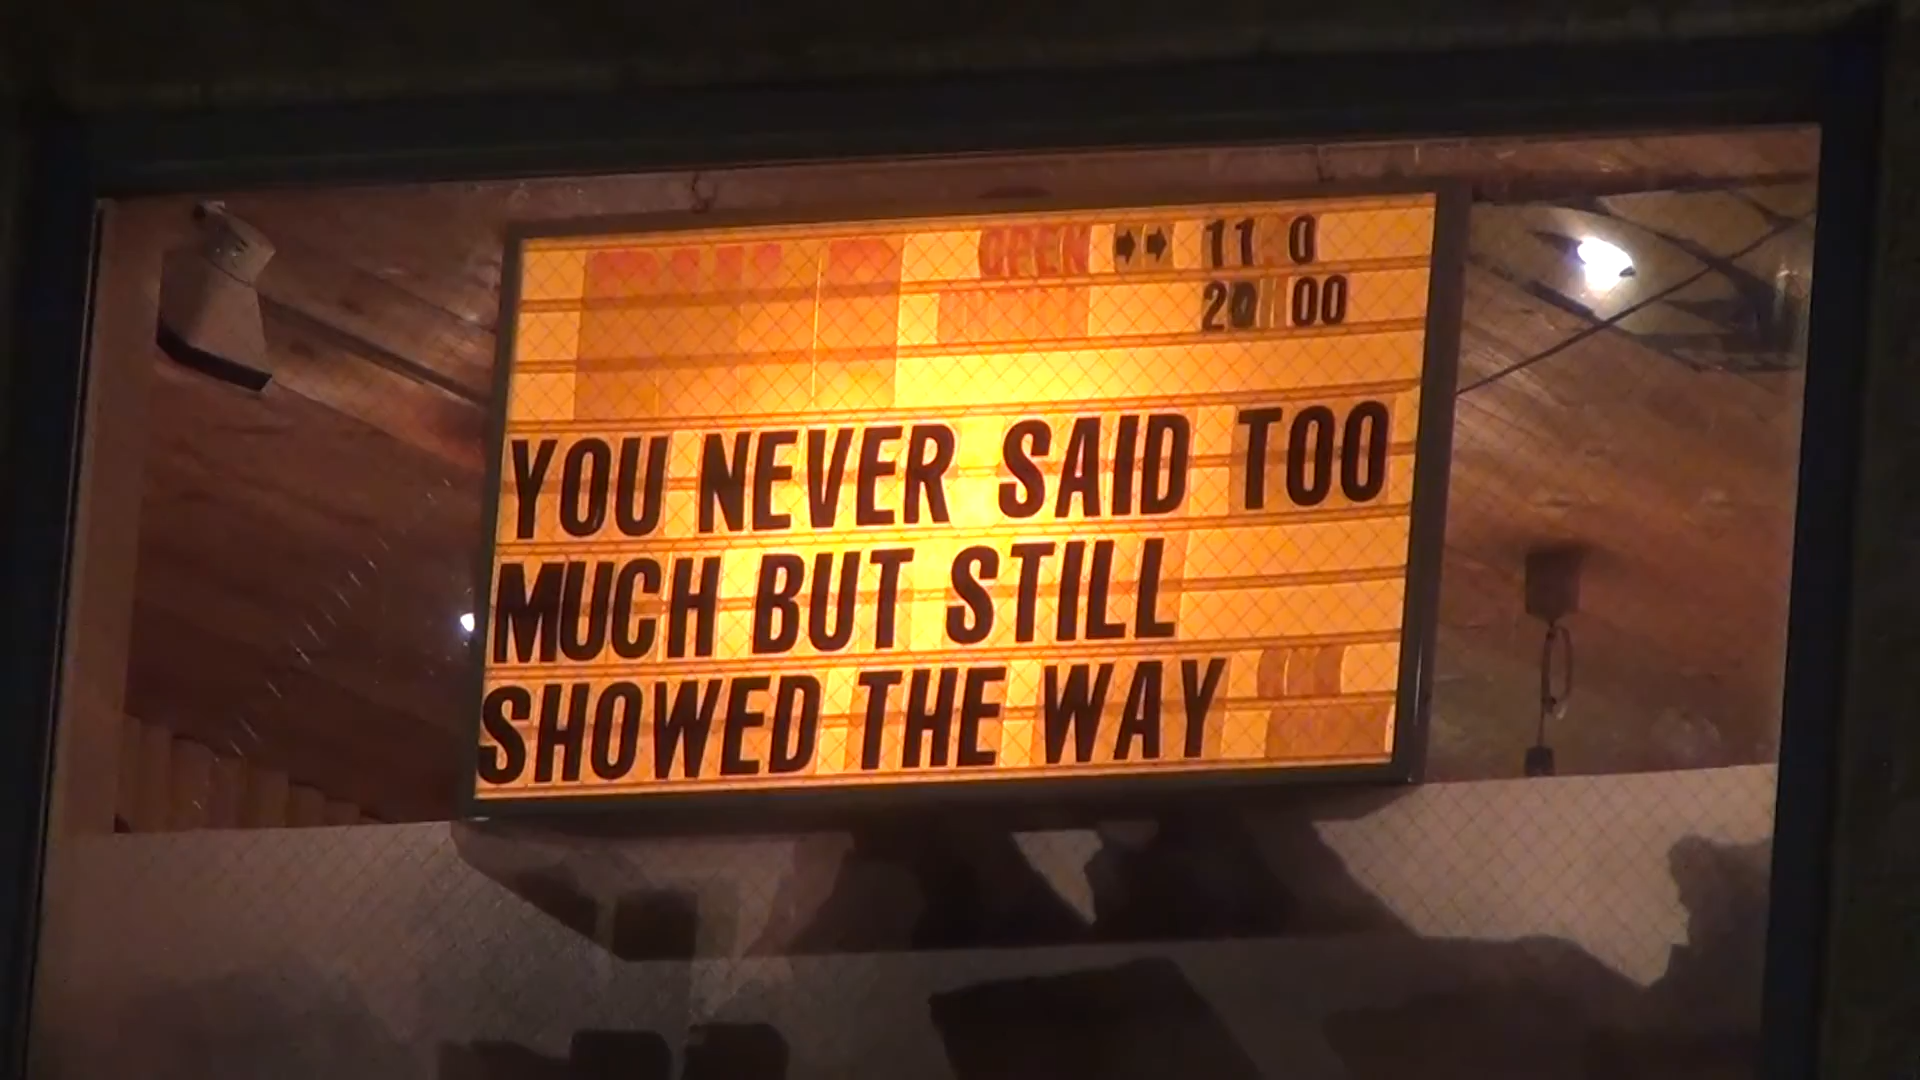 OPEN →→ 11 0
20 00
YOU NEVER SAID TOO
MUCH BUT STILL
SHOWED THE WAY